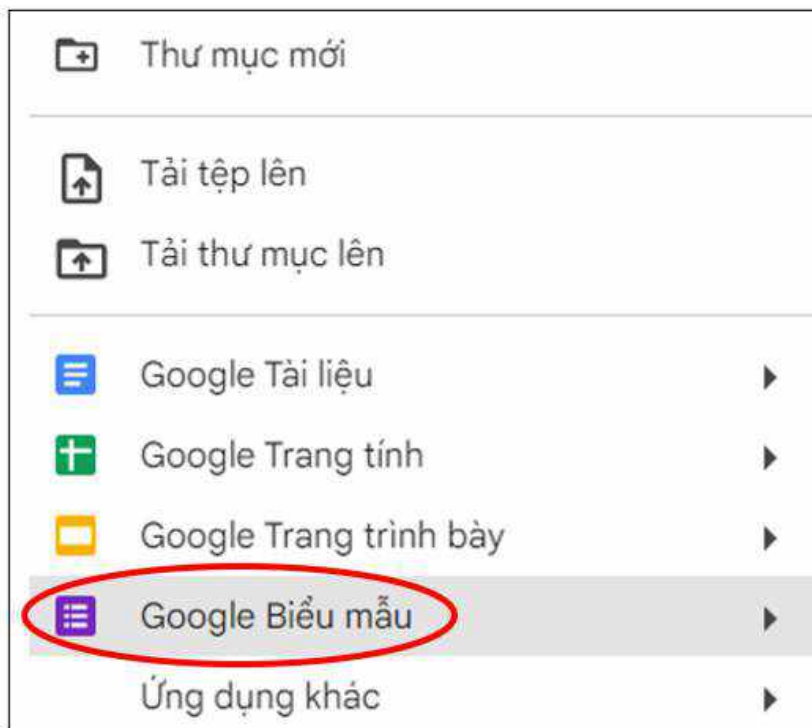 Thư mục mới
Tải tệp lên
Tải thư mục lên
Google Tài liệu
Google Trang tính
Google Trang trình bày
Google Biểu mẫu
Ứng dụng khác